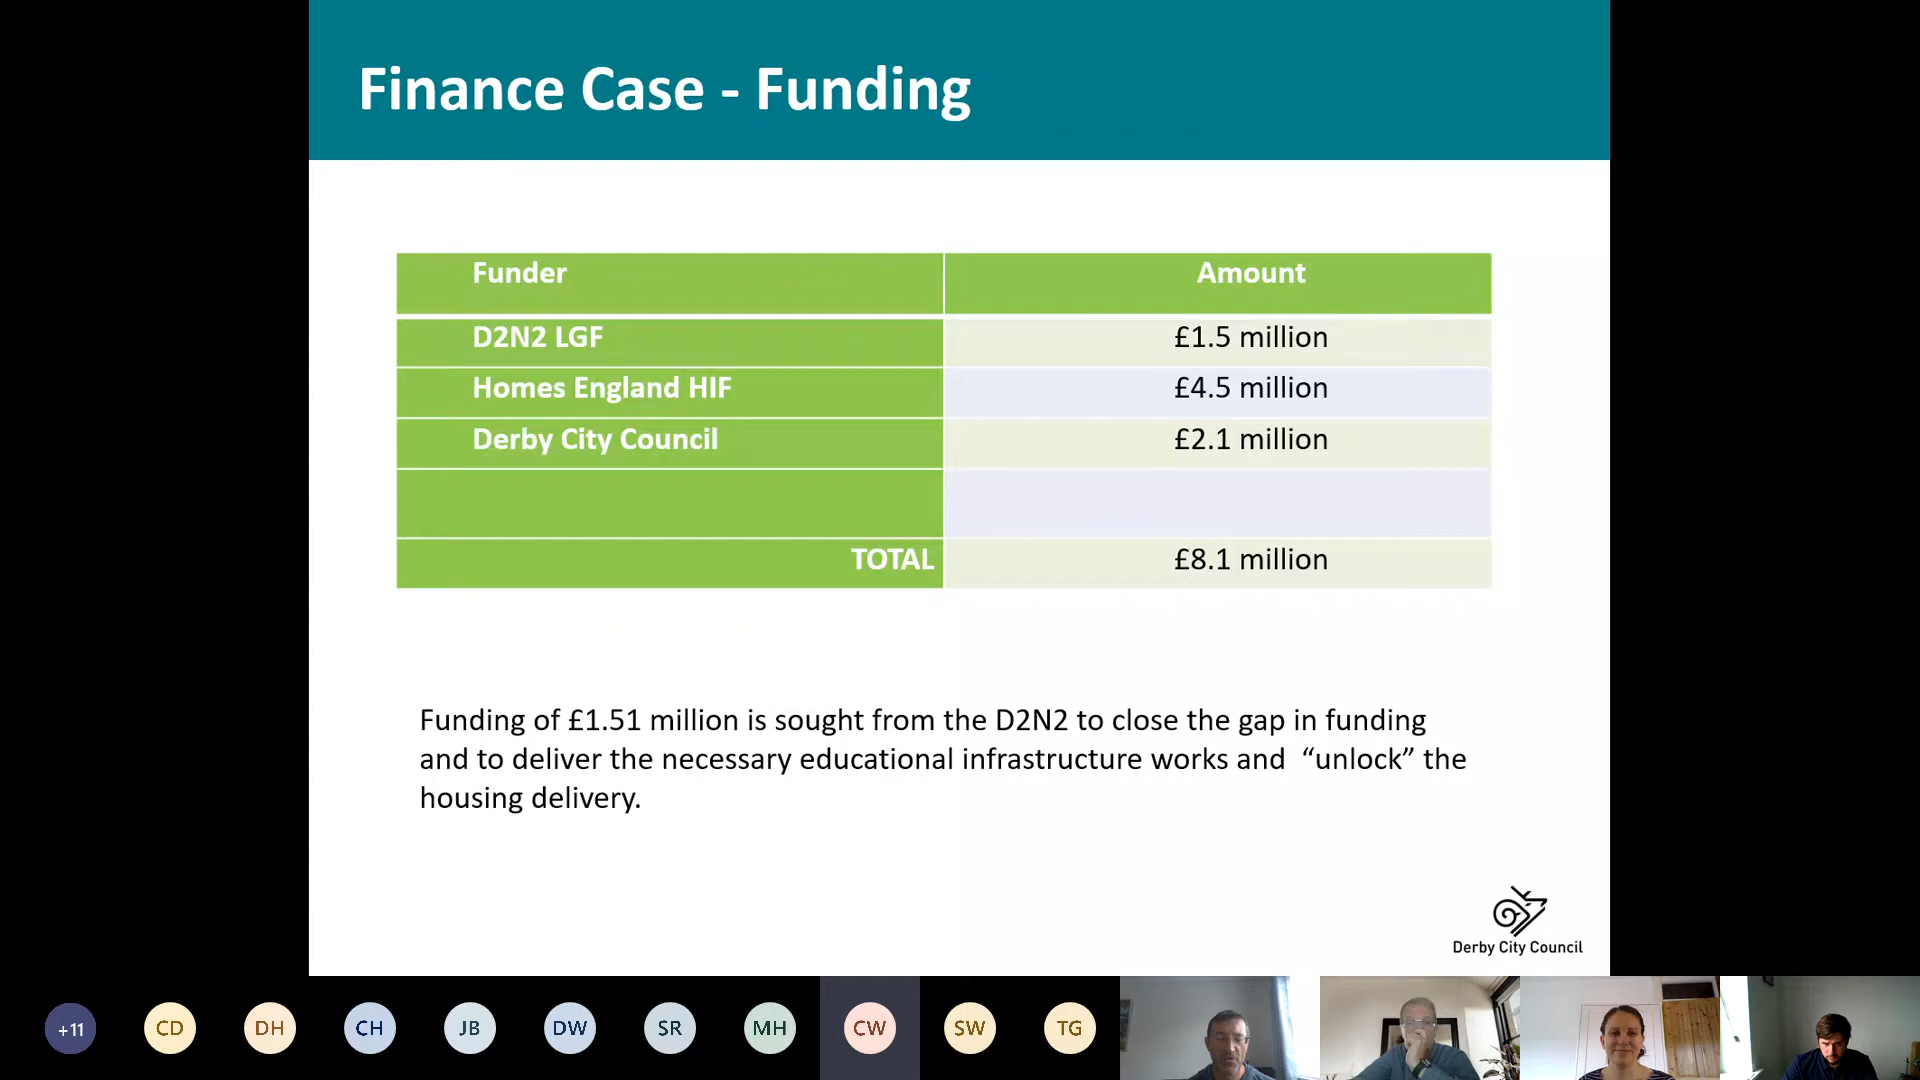 Finance Case - Funding
Funder Amount
D2N2 LGF £1.5 million
Homes England HIF £4.5 million
Derby City Council £2.1 million
TOTAL £8.1 million
Funding of £1.51 million is sought from the D2N2 to close the gap in funding
and to deliver the necessary educational infrastructure works and “unlock” the
housing delivery.
Derby City Council
+11 CD DH CH JB DW SR MH CW SW TG